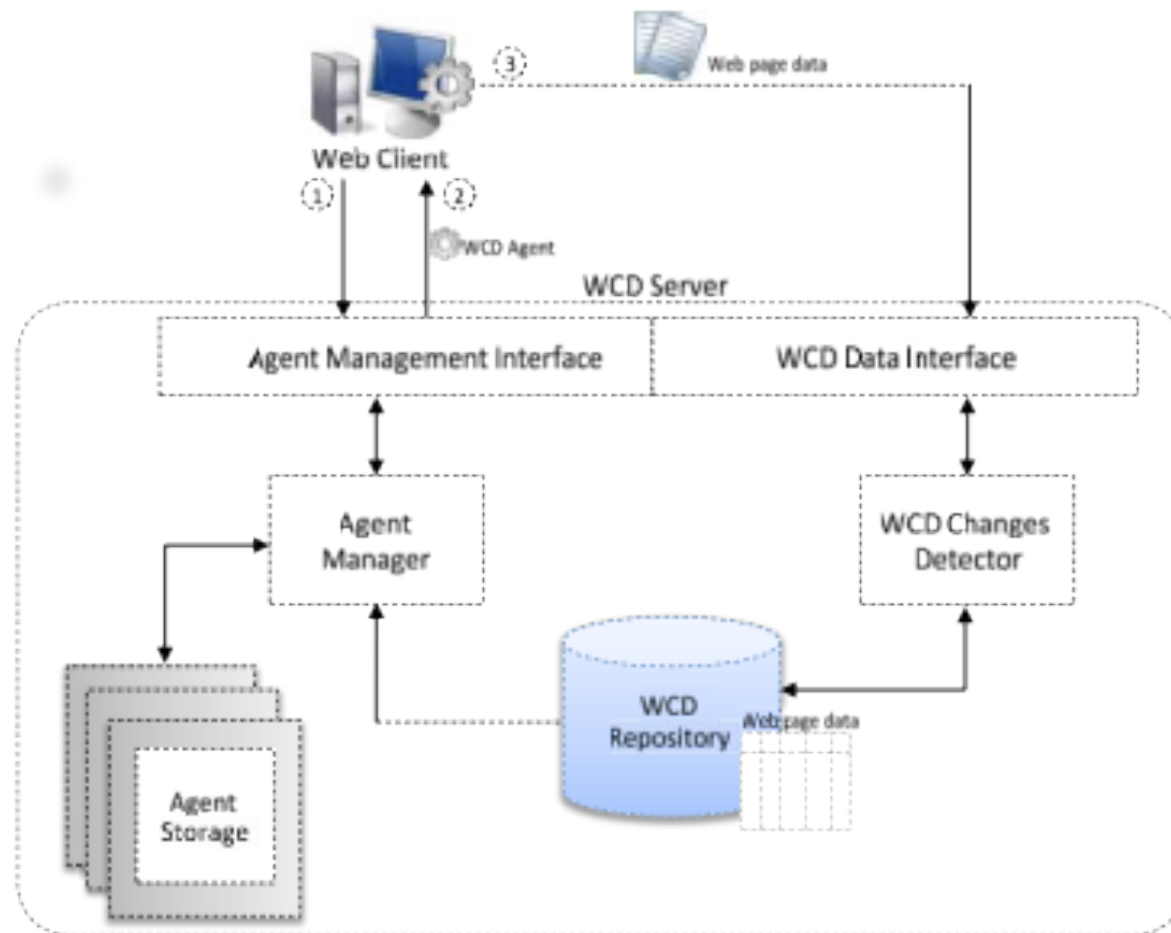 3
Web page data
Web Client
1
2
WCD Agent
WCD Server
Agent Management Interface
WCD Data Interface
Agent
Manager
WCD Changes
Detector
WCD
Repository
Web page data
Agent
Storage